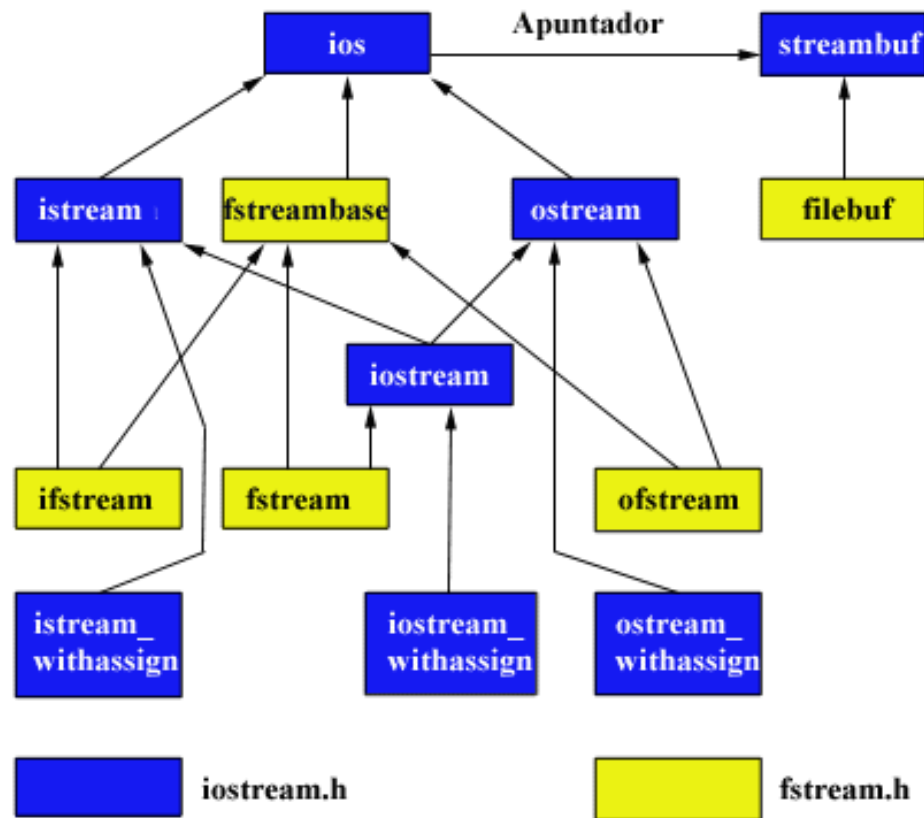 ios
Apuntador
streambuf
istream
fstreambase
ostream
filebuf
iostream
ifstream
fstream
ofstream
istream_
withassign
iostream_
withassign
ostream_
withassign
iostream.h
fstream.h